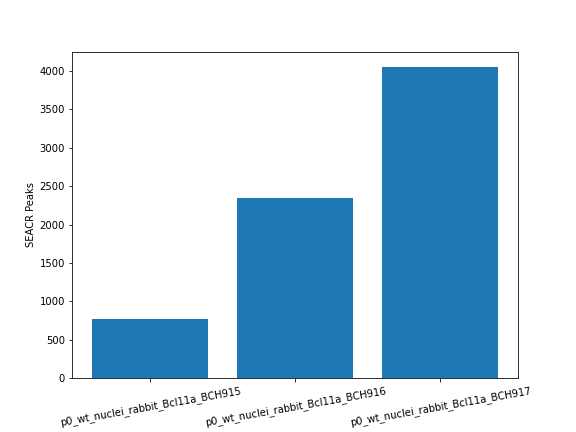 4000
3500
3000
2500
2000
1500
1000
500
0
SEACR Peaks
p0_wt_nuclei_rabbit_Bcl11a_BCH915
p0_wt_nuclei_rabbit_Bcl11a_BCH916
p0_wt_nuclei_rabbit_Bcl11a_BCH917